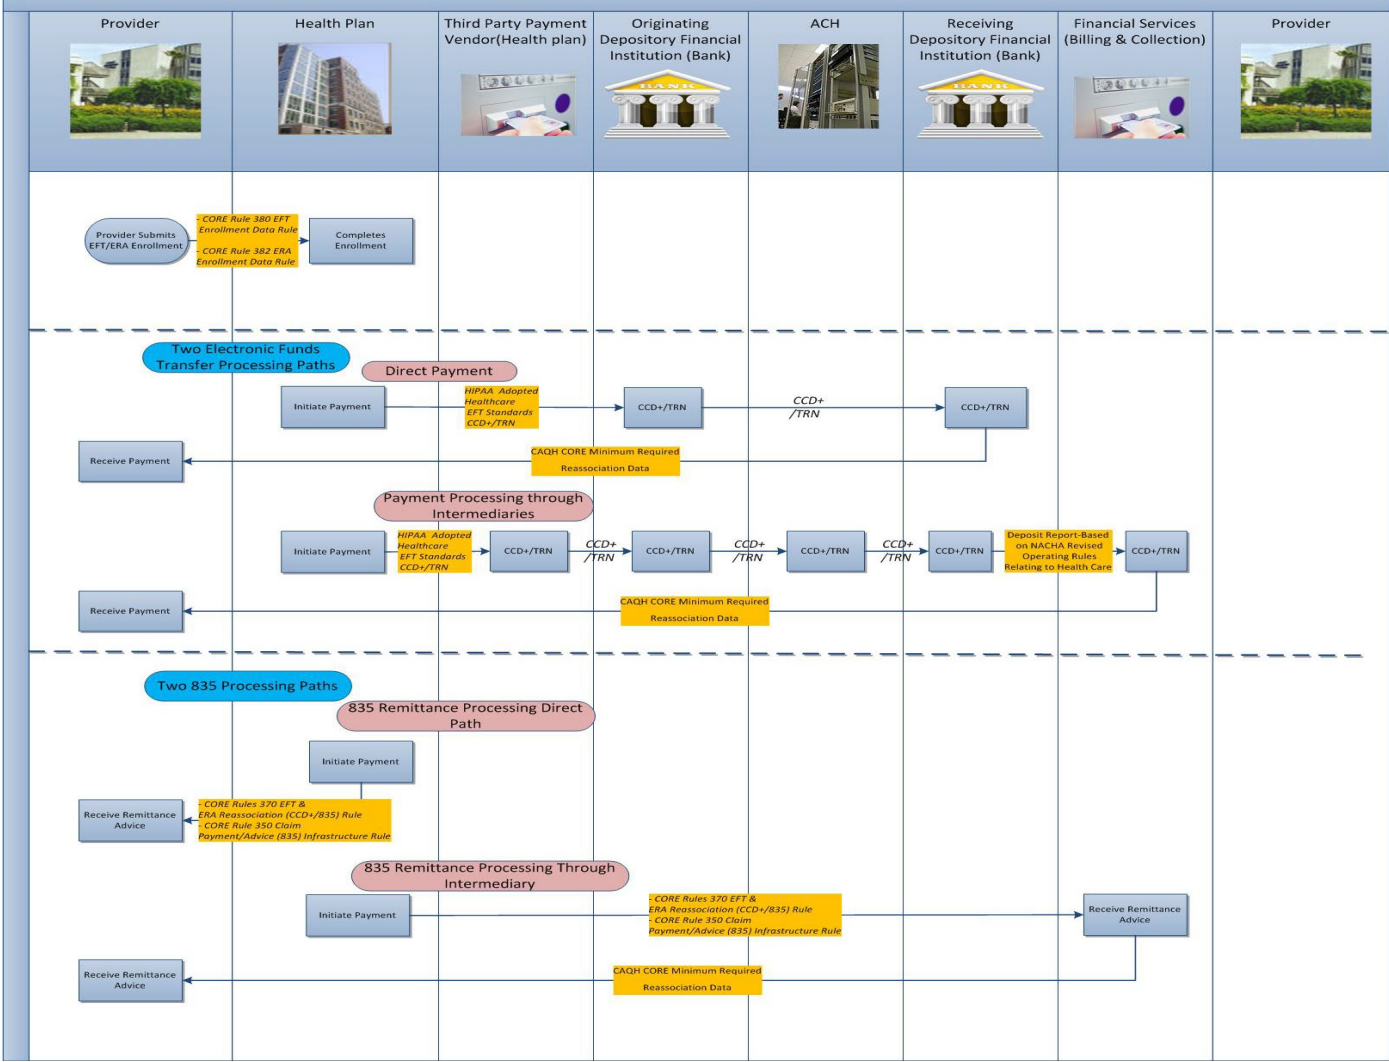 Provider
Health Plan
Third Party Payment
Vendor(Health plan)
Originating
Depository Financial
Institution (Bank)
ACH
Receiving
Depository Financial
Institution (Bank)
Financial Services
(Billing & Collection)
Provider
BANK
BANK
Provider Submits
EFT/ERA Enrollment
- CORE Rule 380 EFT
Enrollment Data Rule
- CORE Rule 382 ERA
Enrollment Data Rule
Completes
Enrollment
Two Electronic Funds
Transfer Processing Paths
Direct Payment
Initiate Payment
HIPAA Adopted
Healthcare
EFT Standards
CCD+/TRN
CCD+/TRN
CCD+
/TRN
CCD+/TRN
Receive Payment
CAQH CORE Minimum Required
Reassociation Data
Payment Processing through
Intermediaries
Initiate Payment
HIPAA Adopted
Healthcare
EFT Standards
CCD+/TRN
CCD+/TRN
CCD+
/TRN
CCD+/TRN
CCD+
/TRN
CCD+/TRN
CCD+
/TRN
CCD+/TRN
Deposit Report-Based
on NACHA Revised
Operating Rules
Relating to Health Care
CCD+/TRN
Receive Payment
CAQH CORE Minimum Required
Reassociation Data
Two 835 Processing Paths
835 Remittance Processing Direct
Path
Initiate Payment
Receive Remittance
Advice
- CORE Rules 370 EFT &
ERA Reassociation (CCD+/835) Rule
- CORE Rule 350 Claim
Payment/Advice (835) Infrastructure Rule
835 Remittance Processing Through
Intermediary
Initiate Payment
- CORE Rules 370 EFT &
ERA Reassociation (CCD+/835) Rule
- CORE Rule 350 Claim
Payment/Advice (835) Infrastructure Rule
Receive Remittance
Advice
Receive Remittance
Advice
CAQH CORE Minimum Required
Reassociation Data